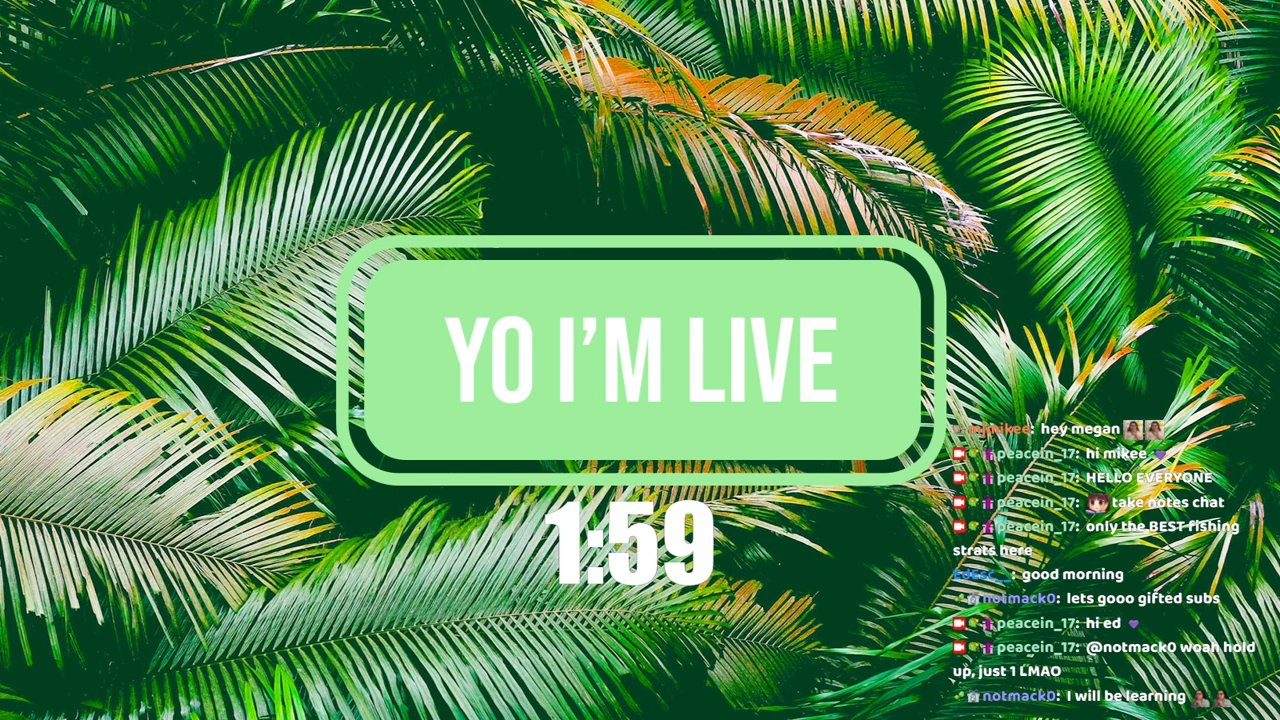 YO I'M LIVE
1:59
mjmikee: hey megan
peacein_17: hi mikee
peacein_17: HELLO EVERYONE
peacein_17: take notes chat
peacein_17: only the BEST fishing
strats here
: good morning
notmack0: lets gooo gifted subs
peacein_17: hi ed
peacein_17: @notmack0 woah hold
up, just 1 LMAO
notmack0: I will be learning